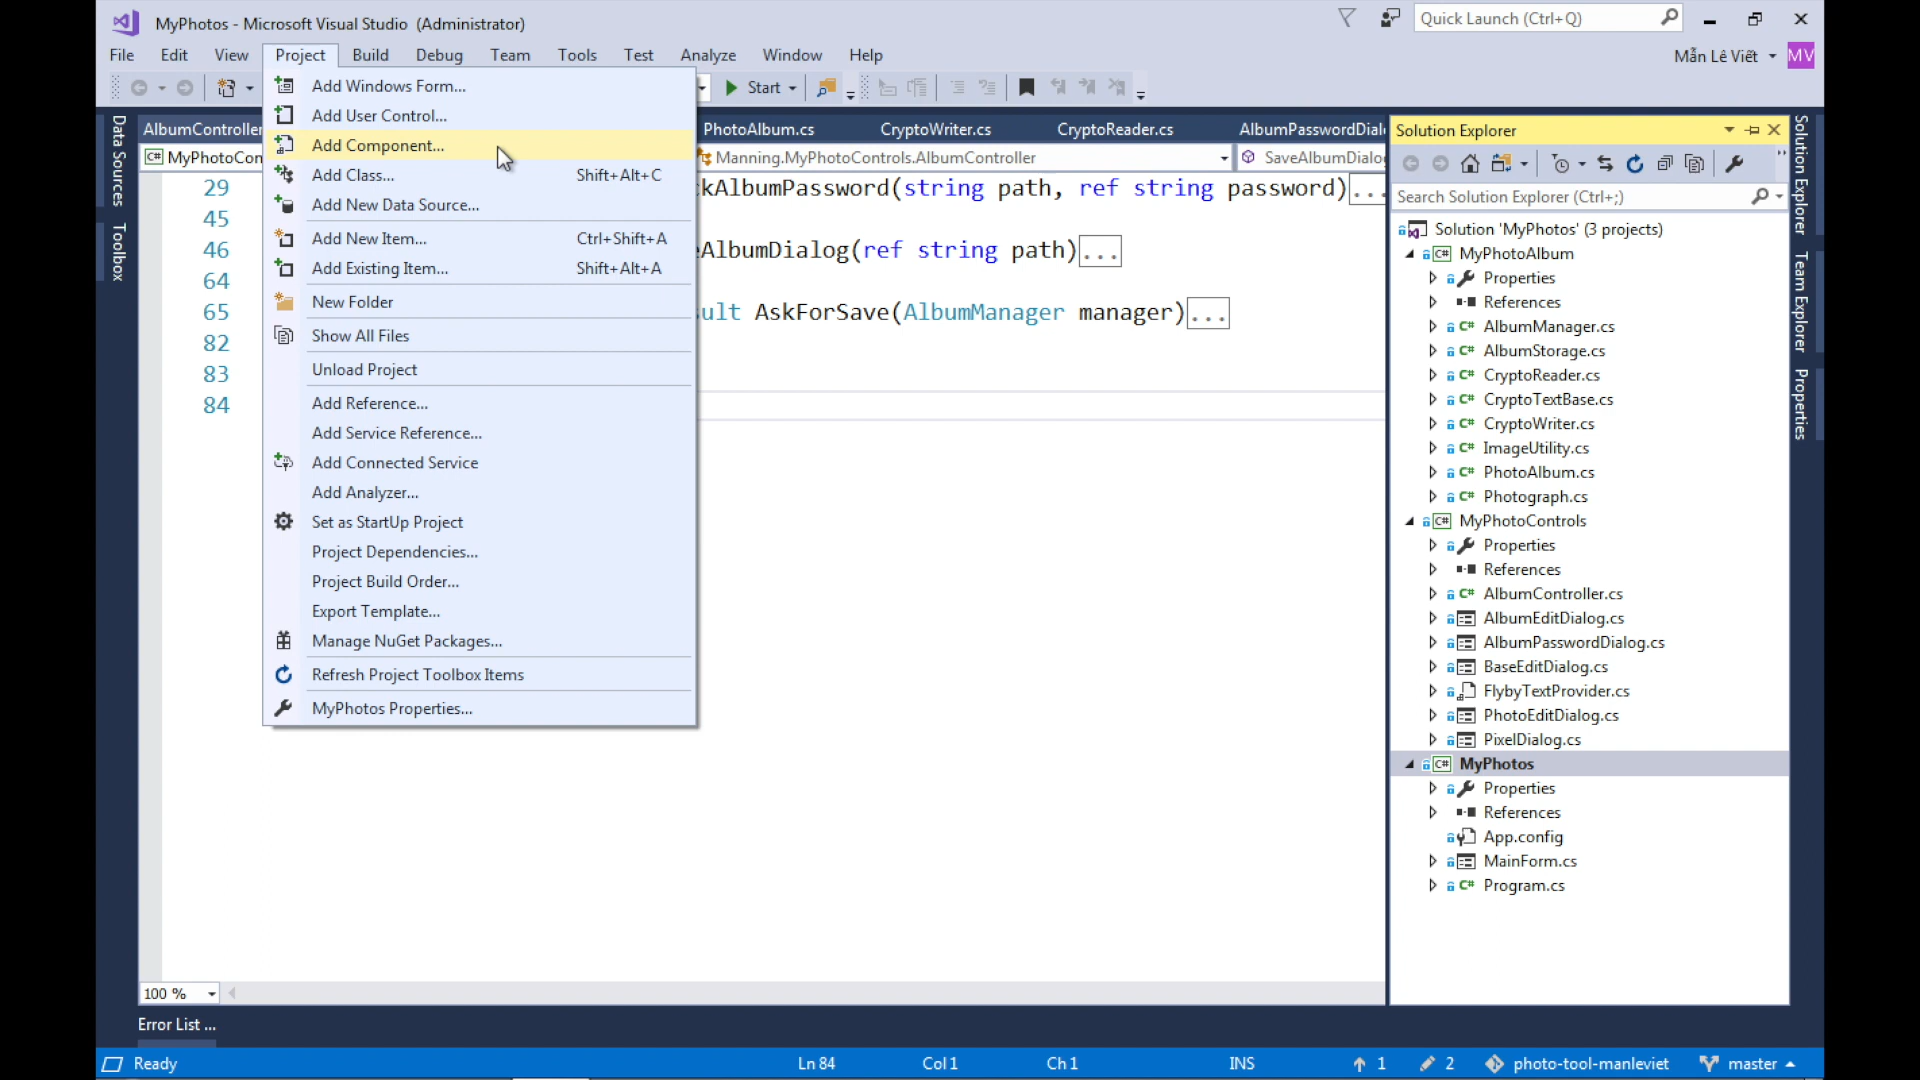 MyPhotos - Microsoft Visual Studio (Administrator)
Quick Launch (Ctrl+Q)
File Edit View Project Build Debug Team Tools Test Analyze Window Help
Mẫn Lê Viết
MV
Start
Add Windows Form...
Add User Control...
Add Component...
Add Class... Shift+Alt+C
Add New Data Source...
Add New Item... Ctrl+Shift+A
Add Existing Item... Shift+Alt+A
New Folder
Show All Files
Unload Project
Add Reference...
Add Service Reference...
Add Connected Service
Add Analyzer...
Set as StartUp Project
Project Dependencies...
Project Build Order...
Export Template...
Manage NuGet Packages...
Refresh Project Toolbox Items
MyPhotos Properties...
Data Sources
Toolbox
AlbumController PhotoAlbum.cs CryptoWriter.cs CryptoReader.cs AlbumPasswordDial
C# MyPhotoCon Manning.MyPhotoControls.AlbumController SaveAlbumDialo
29 ckAlbumPassword(string path, ref string password)...
45
46 eAlbumDialog(ref string path)...
64
65 ult AskForSave(AlbumManager manager)...
82
83
84
100 %
Error List ...
Solution Explorer
Search Solution Explorer (Ctrl+;)
Solution 'MyPhotos' (3 projects)
C# MyPhotoAlbum
Properties
References
C# AlbumManager.cs
C# AlbumStorage.cs
C# CryptoReader.cs
C# CryptoTextBase.cs
C# CryptoWriter.cs
C# ImageUtility.cs
C# PhotoAlbum.cs
C# Photograph.cs
C# MyPhotoControls
Properties
References
C# AlbumController.cs
AlbumEditDialog.cs
AlbumPasswordDialog.cs
BaseEditDialog.cs
FlybyTextProvider.cs
PhotoEditDialog.cs
PixelDialog.cs
C# MyPhotos
Properties
References
App.config
MainForm.cs
C# Program.cs
Solution Explorer
Team Explorer
Properties
Ready Ln 84 Col 1 Ch 1 INS 1 2 photo-tool-manleviet master